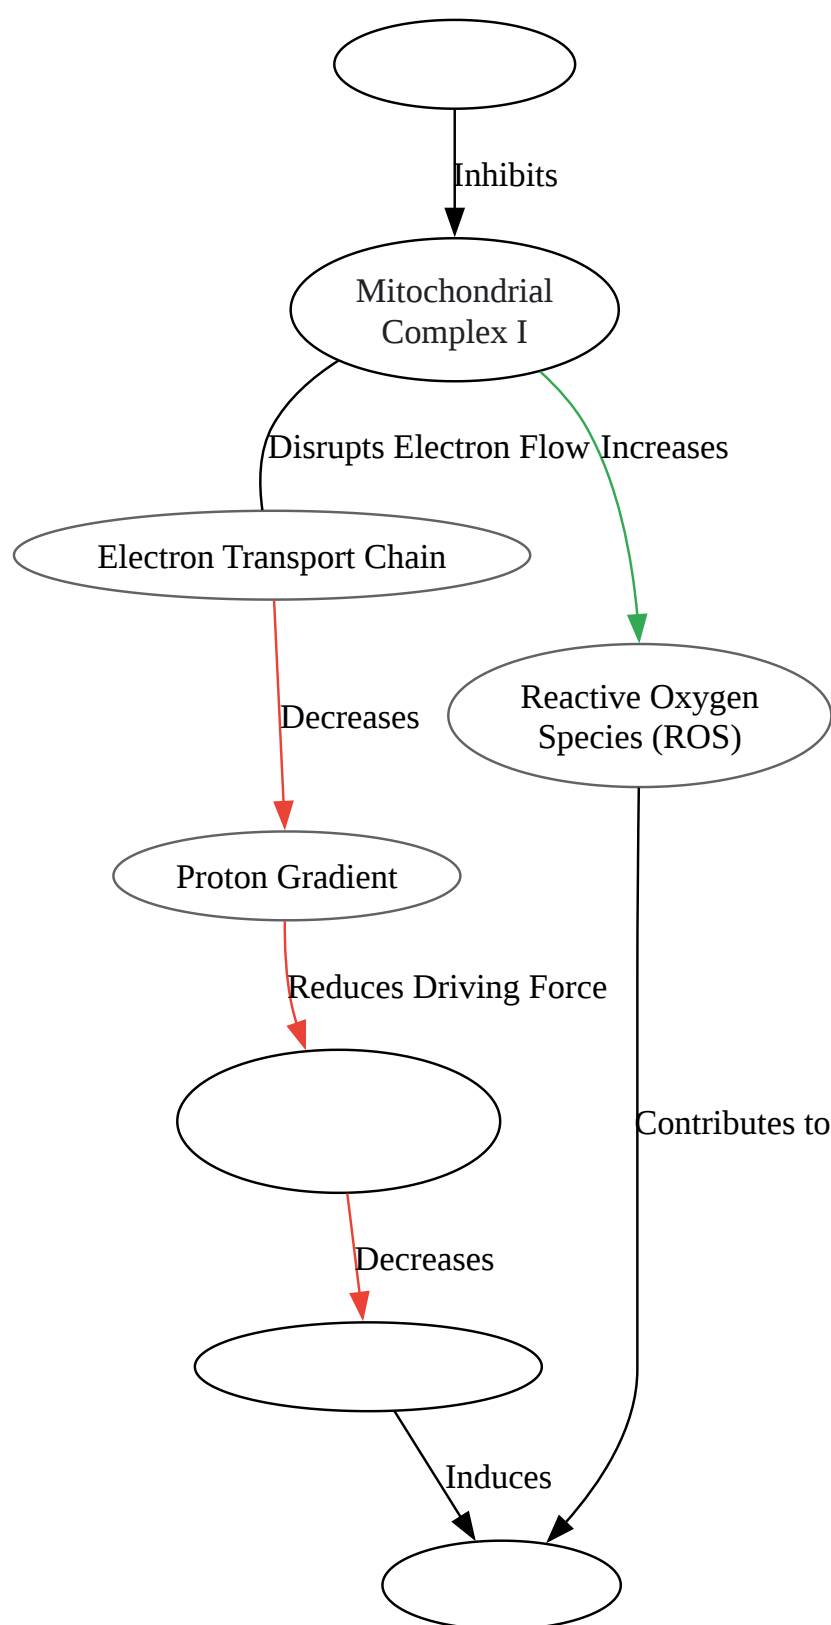 Inhibits
Mitochondrial
Complex I
Disrupts Electron Flow
Increases
Electron Transport Chain
Reactive Oxygen
Species (ROS)
Decreases
Proton Gradient
Reduces Driving Force
Contributes to
Decreases
Induces